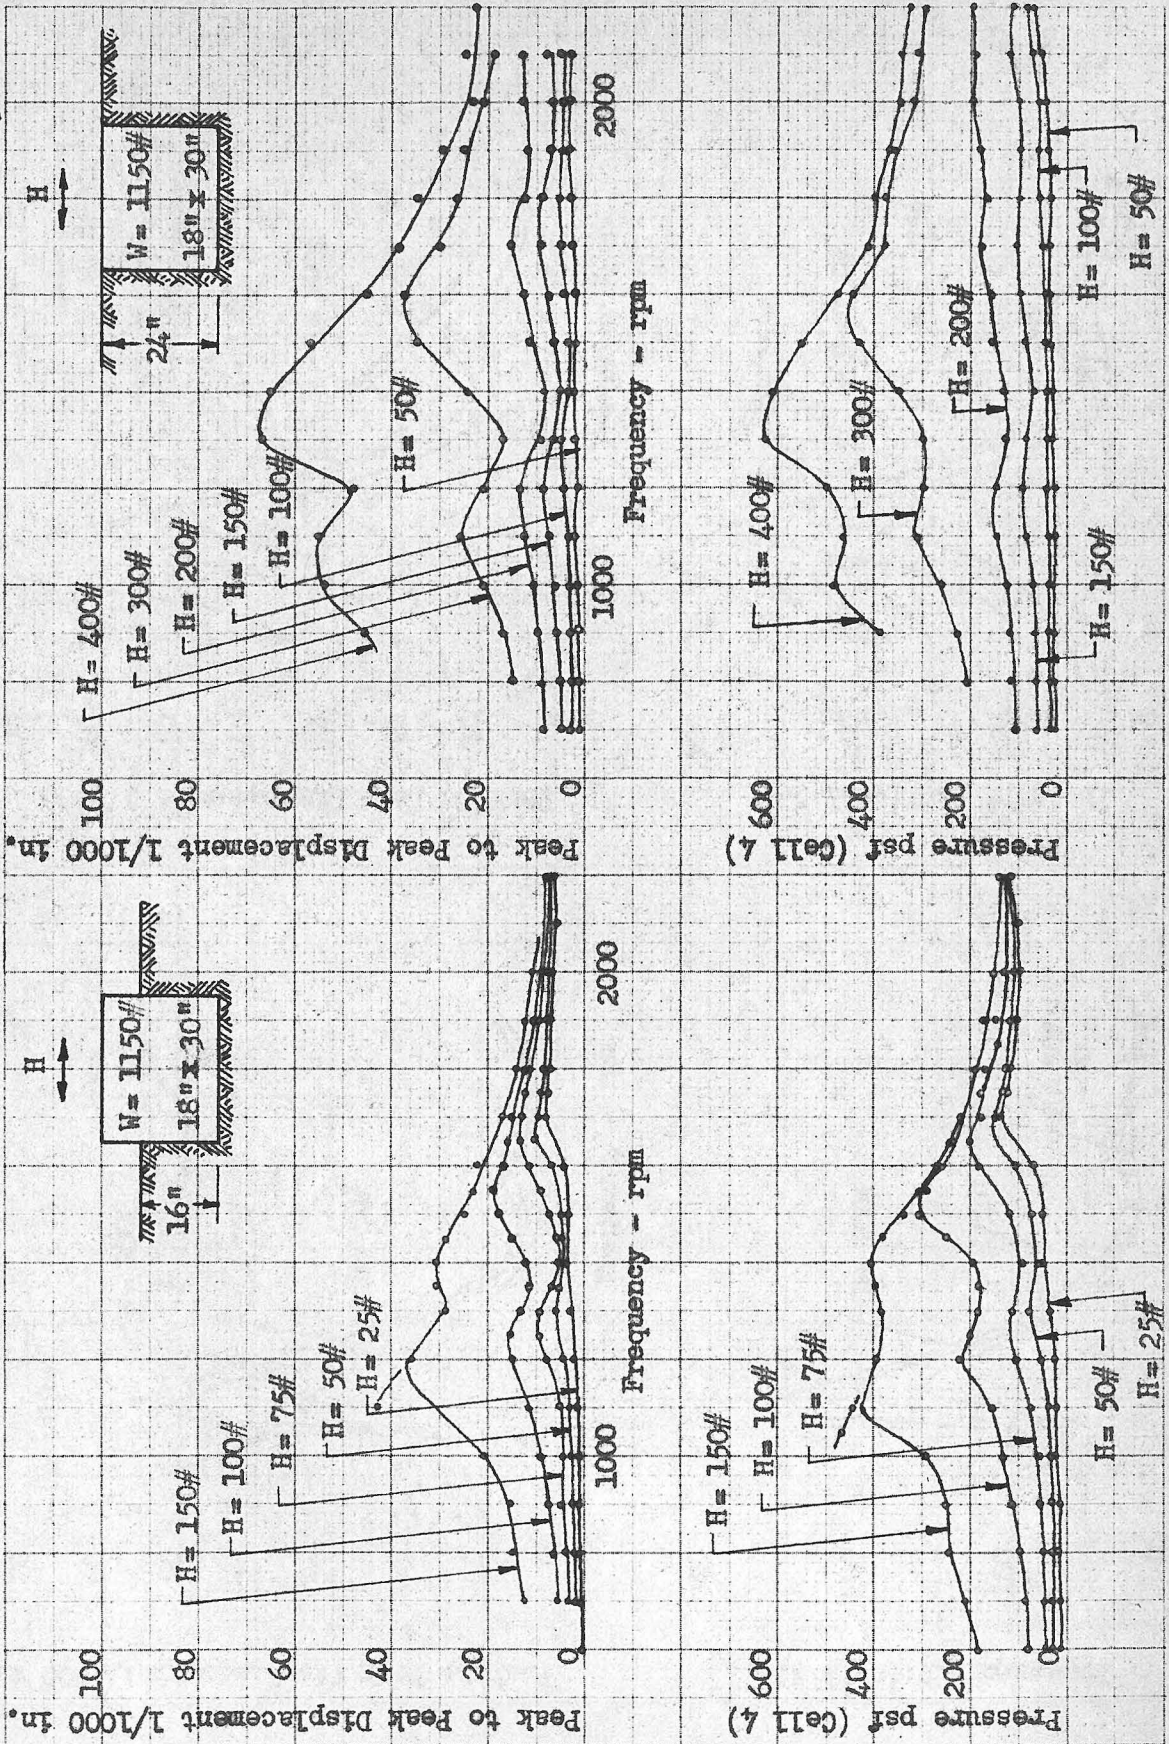 H
W = 1150#
18" x 30"
16"
Peak to Peak Displacement 1/1000 in.
100
80
60
40
20
0
H = 150#
H = 100#
H = 75#
H = 50#
H = 25#
1000
2000
Frequency - rpm
Pressure psf (Cell 4)
600
400
200
0
H = 150#
H = 100#
H = 75#
H = 50#
H = 25#
H
W = 1150#
18" x 30"
24"
Peak to Peak Displacement 1/1000 in.
100
80
60
40
20
0
H = 400#
H = 300#
H = 200#
H = 150#
H = 100#
H = 50#
1000
2000
Frequency - rpm
Pressure psf (Cell 4)
600
400
200
0
H = 400#
H = 300#
H = 200#
H = 150#
H = 100#
H = 50#